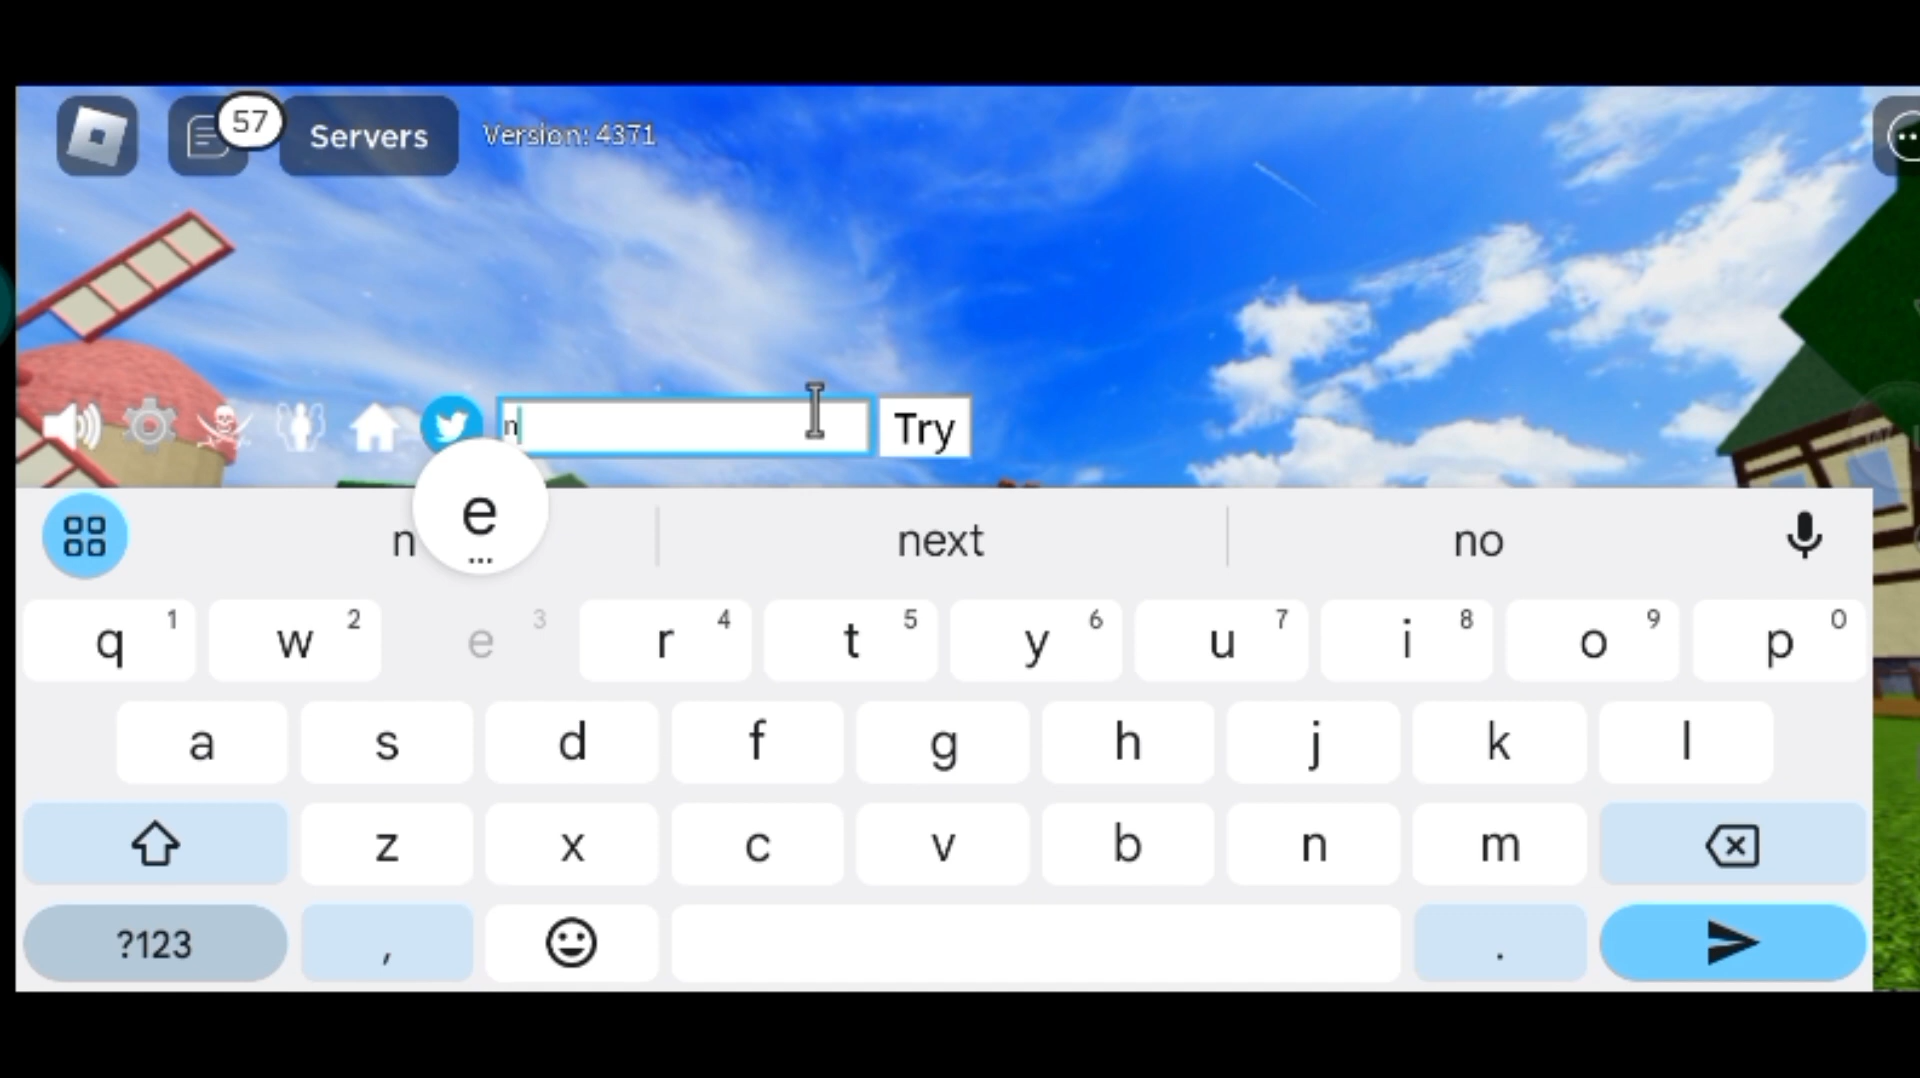 57
Servers
Version: 4371
n
Try
e
...
n
next
no
q 1 w 2 e 3 r 4 t 5 y 6 u 7 i 8 o 9 p 0
a s d f g h j k l
z x c v b n m
?123 , .